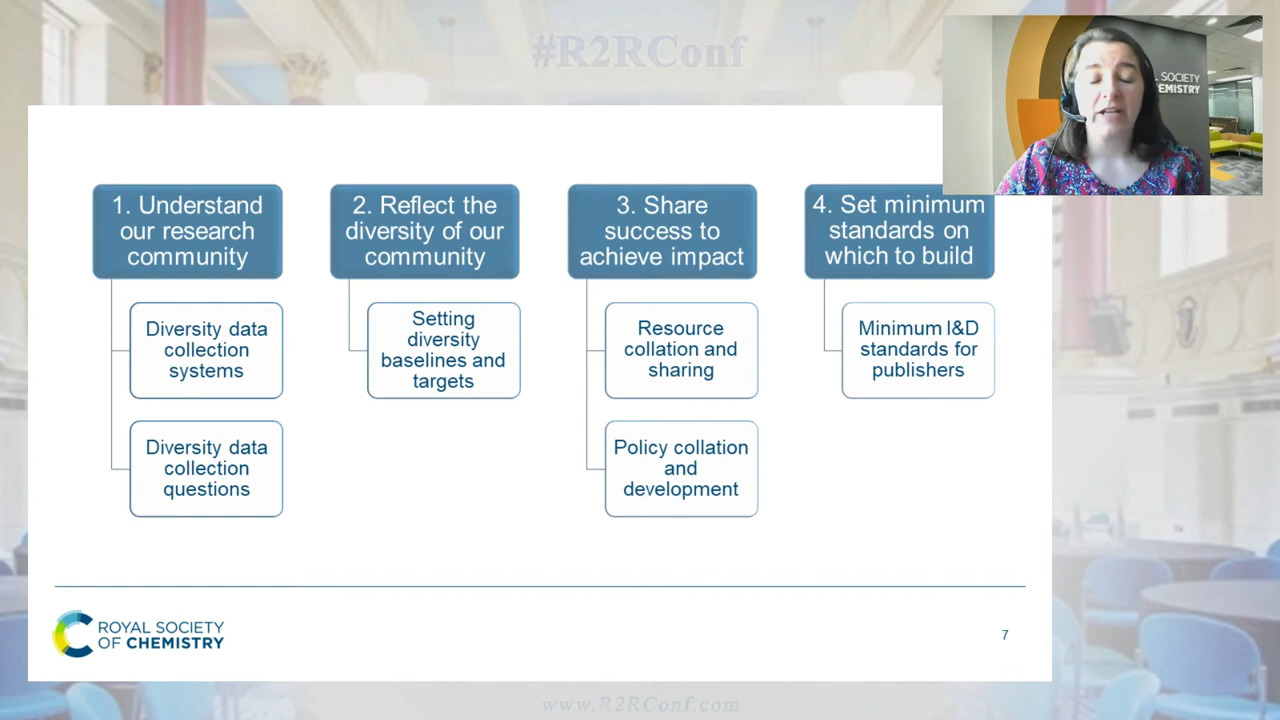 #R2RConf
L SOCIETY
EMISTRY
1. Understand
our research
community
2. Reflect the
diversity of our
community
3. Share
success to
achieve impact
4. Set minimum
standards on
which to build
Diversity data
collection
systems
Setting
diversity
baselines and
targets
Resource
collation and
sharing
Minimum I&D
standards for
publishers
Diversity data
collection
questions
Policy collation
and
development
ROYAL SOCIETY
OF CHEMISTRY
7
www.R2RConf.com